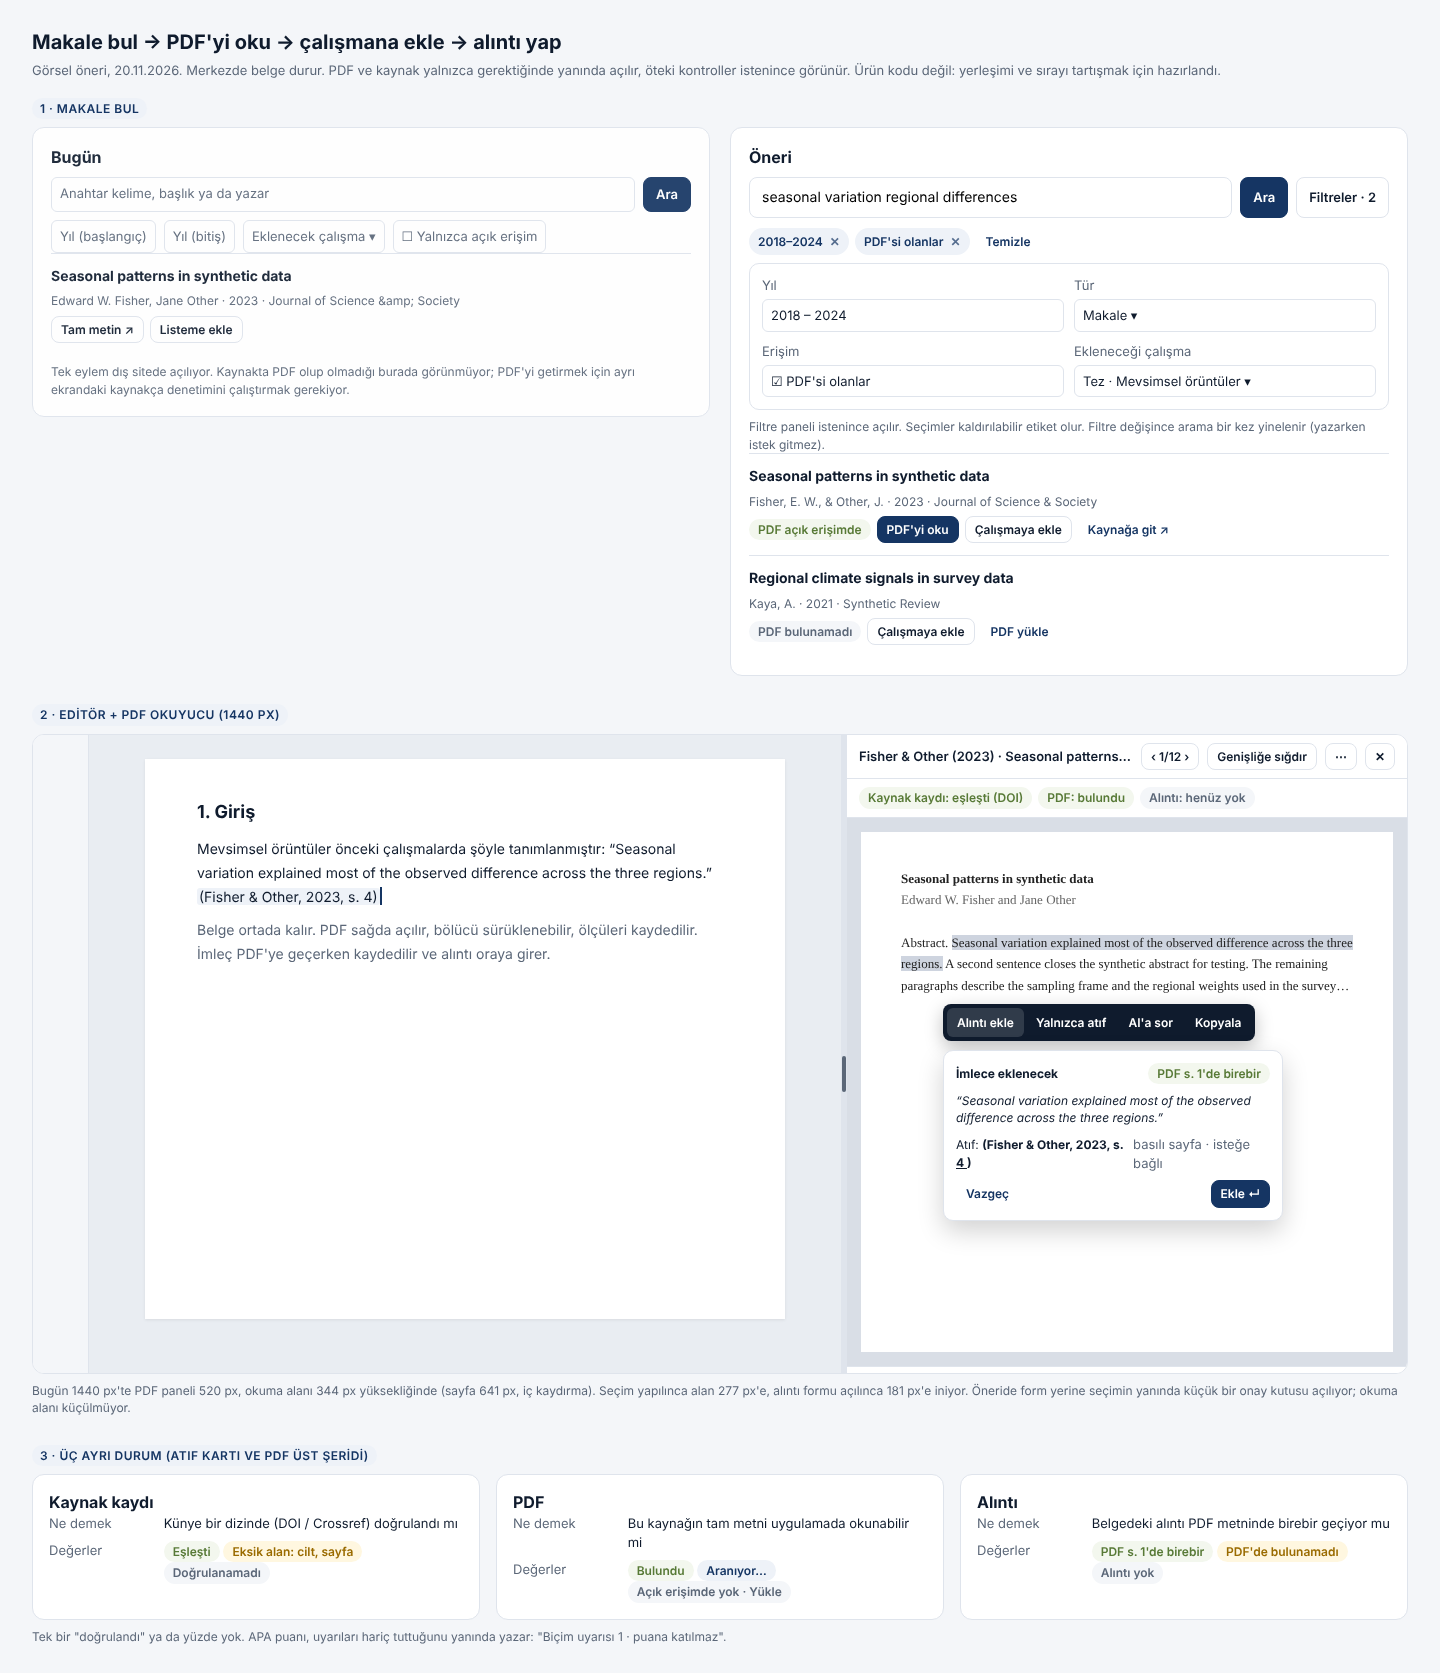 Makale bul → PDF'yi oku → çalışmana ekle → alıntı yap
Görsel öneri, 20.11.2026. Merkezde belge durur. PDF ve kaynak yalnızca gerektiğinde yanında açılır, öteki kontroller istenince görünür. Ürün kodu değil: yerleşimi ve sırayı tartışmak için hazırlandı.
1 · MAKALE BUL
Bugün
Anahtar kelime, başlık ya da yazar
Ara
Yıl (başlangıç)
Yıl (bitiş)
Eklenecek çalışma ▾
☐ Yalnızca açık erişim
Seasonal patterns in synthetic data
Edward W. Fisher, Jane Other · 2023 · Journal of Science &amp; Society
Tam metin ↗
Listeme ekle
Tek eylem dış sitede açılıyor. Kaynakta PDF olup olmadığı burada görünmüyor; PDF'yi getirmek için ayrı
ekrandaki kaynakça denetimini çalıştırmak gerekiyor.
Öneri
seasonal variation regional differences
Ara
Filtreler · 2
2018–2024 ✕
PDF'si olanlar ✕
Temizle
Yıl
Tür
2018 – 2024
Makale ▾
Erişim
Ekleneceği çalışma
☑ PDF'si olanlar
Tez · Mevsimsel örüntüler ▾
Filtre paneli istenince açılır. Seçimler kaldırılabilir etiket olur. Filtre değişince arama bir kez yinelenir (yazarken
istek gitmez).
Seasonal patterns in synthetic data
Fisher, E. W., & Other, J. · 2023 · Journal of Science & Society
PDF açık erişimde
PDF'yi oku
Çalışmaya ekle
Kaynağa git ↗
Regional climate signals in survey data
Kaya, A. · 2021 · Synthetic Review
PDF bulunamadı
Çalışmaya ekle
PDF yükle
2 · EDİTÖR + PDF OKUYUCU (1440 PX)
1. Giriş
Mevsimsel örüntüler önceki çalışmalarda şöyle tanımlanmıştır: “Seasonal
variation explained most of the observed difference across the three regions.”
(Fisher & Other, 2023, s. 4)
Belge ortada kalır. PDF sağda açılır, bölücü sürüklenebilir, ölçüleri kaydedilir.
İmleç PDF'ye geçerken kaydedilir ve alıntı oraya girer.
Fisher & Other (2023) · Seasonal patterns…
‹ 1/12 ›
Genişliğe sığdır
⋯
✕
Kaynak kaydı: eşleşti (DOI)
PDF: bulundu
Alıntı: henüz yok
Seasonal patterns in synthetic data
Edward W. Fisher and Jane Other
Abstract. Seasonal variation explained most of the observed difference across the three
regions. A second sentence closes the synthetic abstract for testing. The remaining
paragraphs describe the sampling frame and the regional weights used in the survey…
Alıntı ekle
Yalnızca atıf
AI'a sor
Kopyala
İmlece eklenecek
PDF s. 1'de birebir
“Seasonal variation explained most of the observed
difference across the three regions.”
Atıf: (Fisher & Other, 2023, s.
4 )
basılı sayfa · isteğe
bağlı
Vazgeç
Ekle ↵
Bugün 1440 px'te PDF paneli 520 px, okuma alanı 344 px yüksekliğinde (sayfa 641 px, iç kaydırma). Seçim yapılınca alan 277 px'e, alıntı formu açılınca 181 px'e iniyor. Öneride form yerine seçimin yanında küçük bir onay kutusu açılıyor; okuma
alanı küçülmüyor.
3 · ÜÇ AYRI DURUM (ATIF KARTI VE PDF ÜST ŞERİDİ)
Kaynak kaydı
Ne demek
Künye bir dizinde (DOI / Crossref) doğrulandı mı
Değerler
Eşleşti
Eksik alan: cilt, sayfa
Doğrulanamadı
PDF
Ne demek
Bu kaynağın tam metni uygulamada okunabilir
mi
Değerler
Bulundu
Aranıyor…
Açık erişimde yok · Yükle
Alıntı
Ne demek
Belgedeki alıntı PDF metninde birebir geçiyor mu
Değerler
PDF s. 1'de birebir
PDF'de bulunamadı
Alıntı yok
Tek bir "doğrulandı" ya da yüzde yok. APA puanı, uyarıları hariç tuttuğunu yanında yazar: "Biçim uyarısı 1 · puana katılmaz".